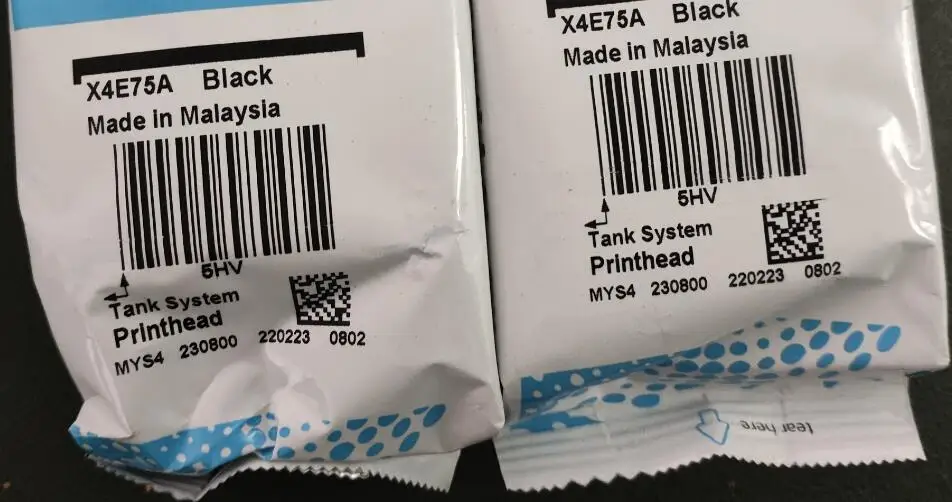 X4E75A Black
Made in Malaysia
5HV
Tank System
Printhead
MYS4 230800 220223 0802
X4E75A Black
Made in Malaysia
5HV
Tank System
Printhead
MYS4 230800 220223 0802
tear here